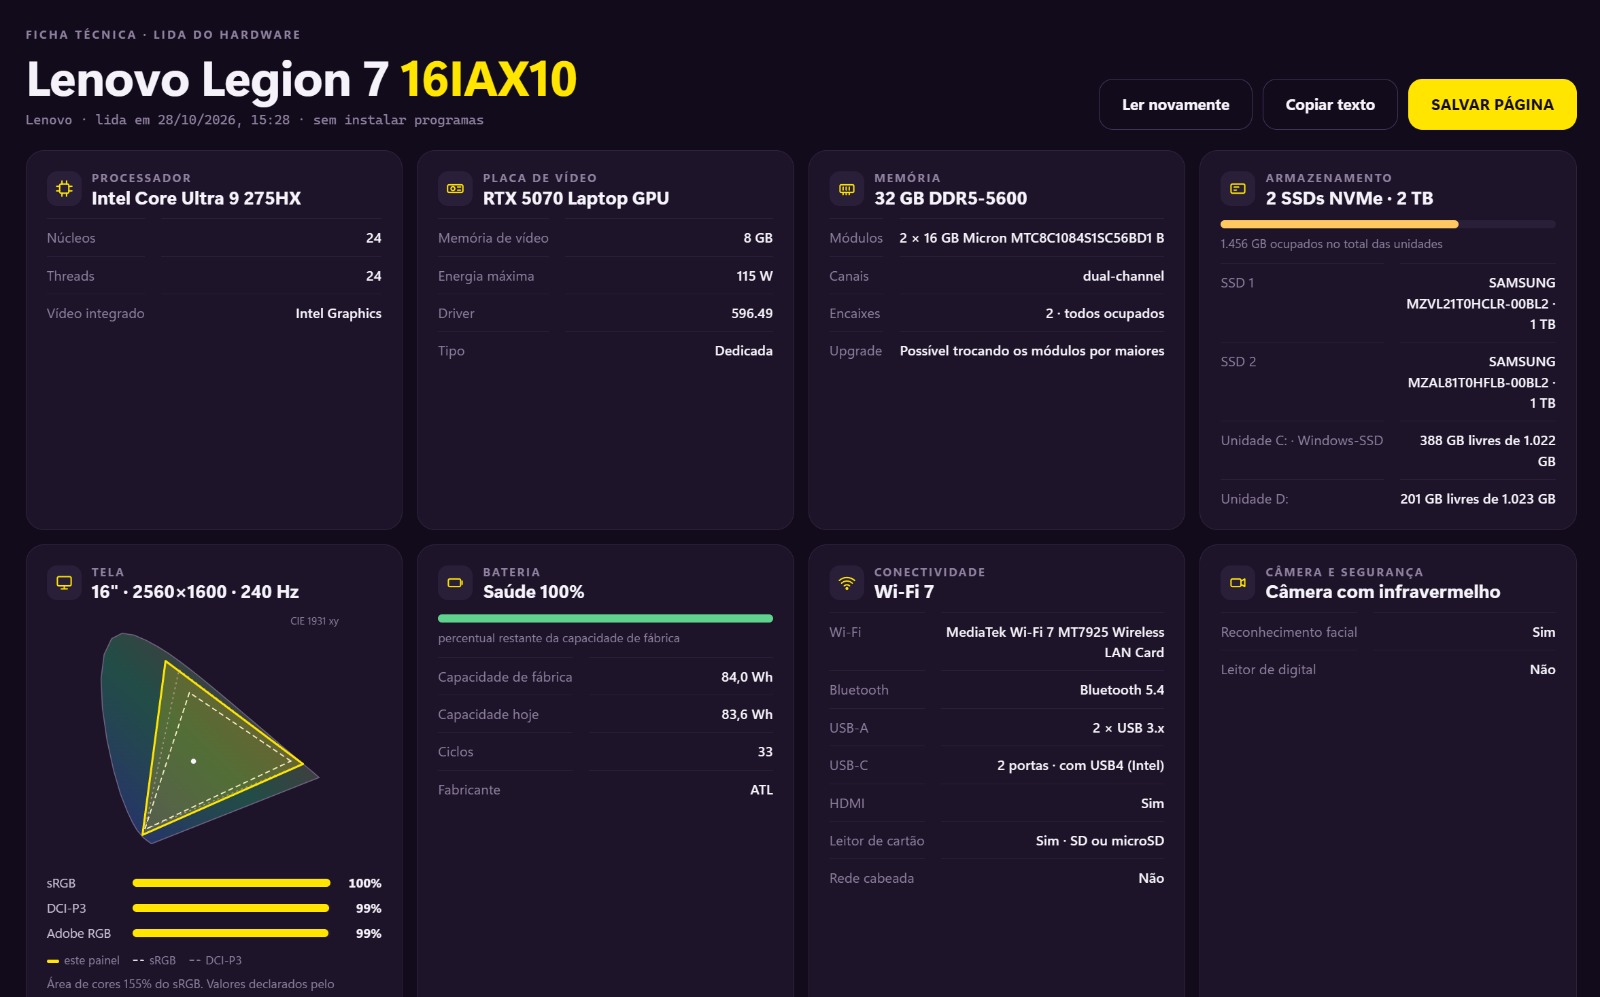 FICHA TÉCNICA · LIDA DO HARDWARE
Lenovo Legion 7 16IAX10
Lenovo · lida em 28/10/2026, 15:28 · sem instalar programas
Ler novamente
Copiar texto
SALVAR PÁGINA
PROCESSADOR
Intel Core Ultra 9 275HX
Núcleos 24
Threads 24
Vídeo integrado Intel Graphics
PLACA DE VÍDEO
RTX 5070 Laptop GPU
Memória de vídeo 8 GB
Energia máxima 115 W
Driver 596.49
Tipo Dedicada
MEMÓRIA
32 GB DDR5-5600
Módulos 2 × 16 GB Micron MTC8C1084S1SC56BD1 B
Canais dual-channel
Encaixes 2 · todos ocupados
Upgrade Possível trocando os módulos por maiores
ARMAZENAMENTO
2 SSDs NVMe · 2 TB
1.456 GB ocupados no total das unidades
SSD 1 SAMSUNG
MZVL21T0HCLR-00BL2 ·
1 TB
SSD 2 SAMSUNG
MZAL81T0HFLB-00BL2 ·
1 TB
Unidade C: · Windows-SSD 388 GB livres de 1.022
GB
Unidade D: 201 GB livres de 1.023 GB
TELA
16" · 2560×1600 · 240 Hz
CIE 1931 xy
sRGB 100%
DCI-P3 99%
Adobe RGB 99%
este painel sRGB DCI-P3
Área de cores 155% do sRGB. Valores declarados pelo
BATERIA
Saúde 100%
percentual restante da capacidade de fábrica
Capacidade de fábrica 84,0 Wh
Capacidade hoje 83,6 Wh
Ciclos 33
Fabricante ATL
CONECTIVIDADE
Wi-Fi 7
Wi-Fi MediaTek Wi-Fi 7 MT7925 Wireless
LAN Card
Bluetooth Bluetooth 5.4
USB-A 2 × USB 3.x
USB-C 2 portas · com USB4 (Intel)
HDMI Sim
Leitor de cartão Sim · SD ou microSD
Rede cabeada Não
CÂMERA E SEGURANÇA
Câmera com infravermelho
Reconhecimento facial Sim
Leitor de digital Não